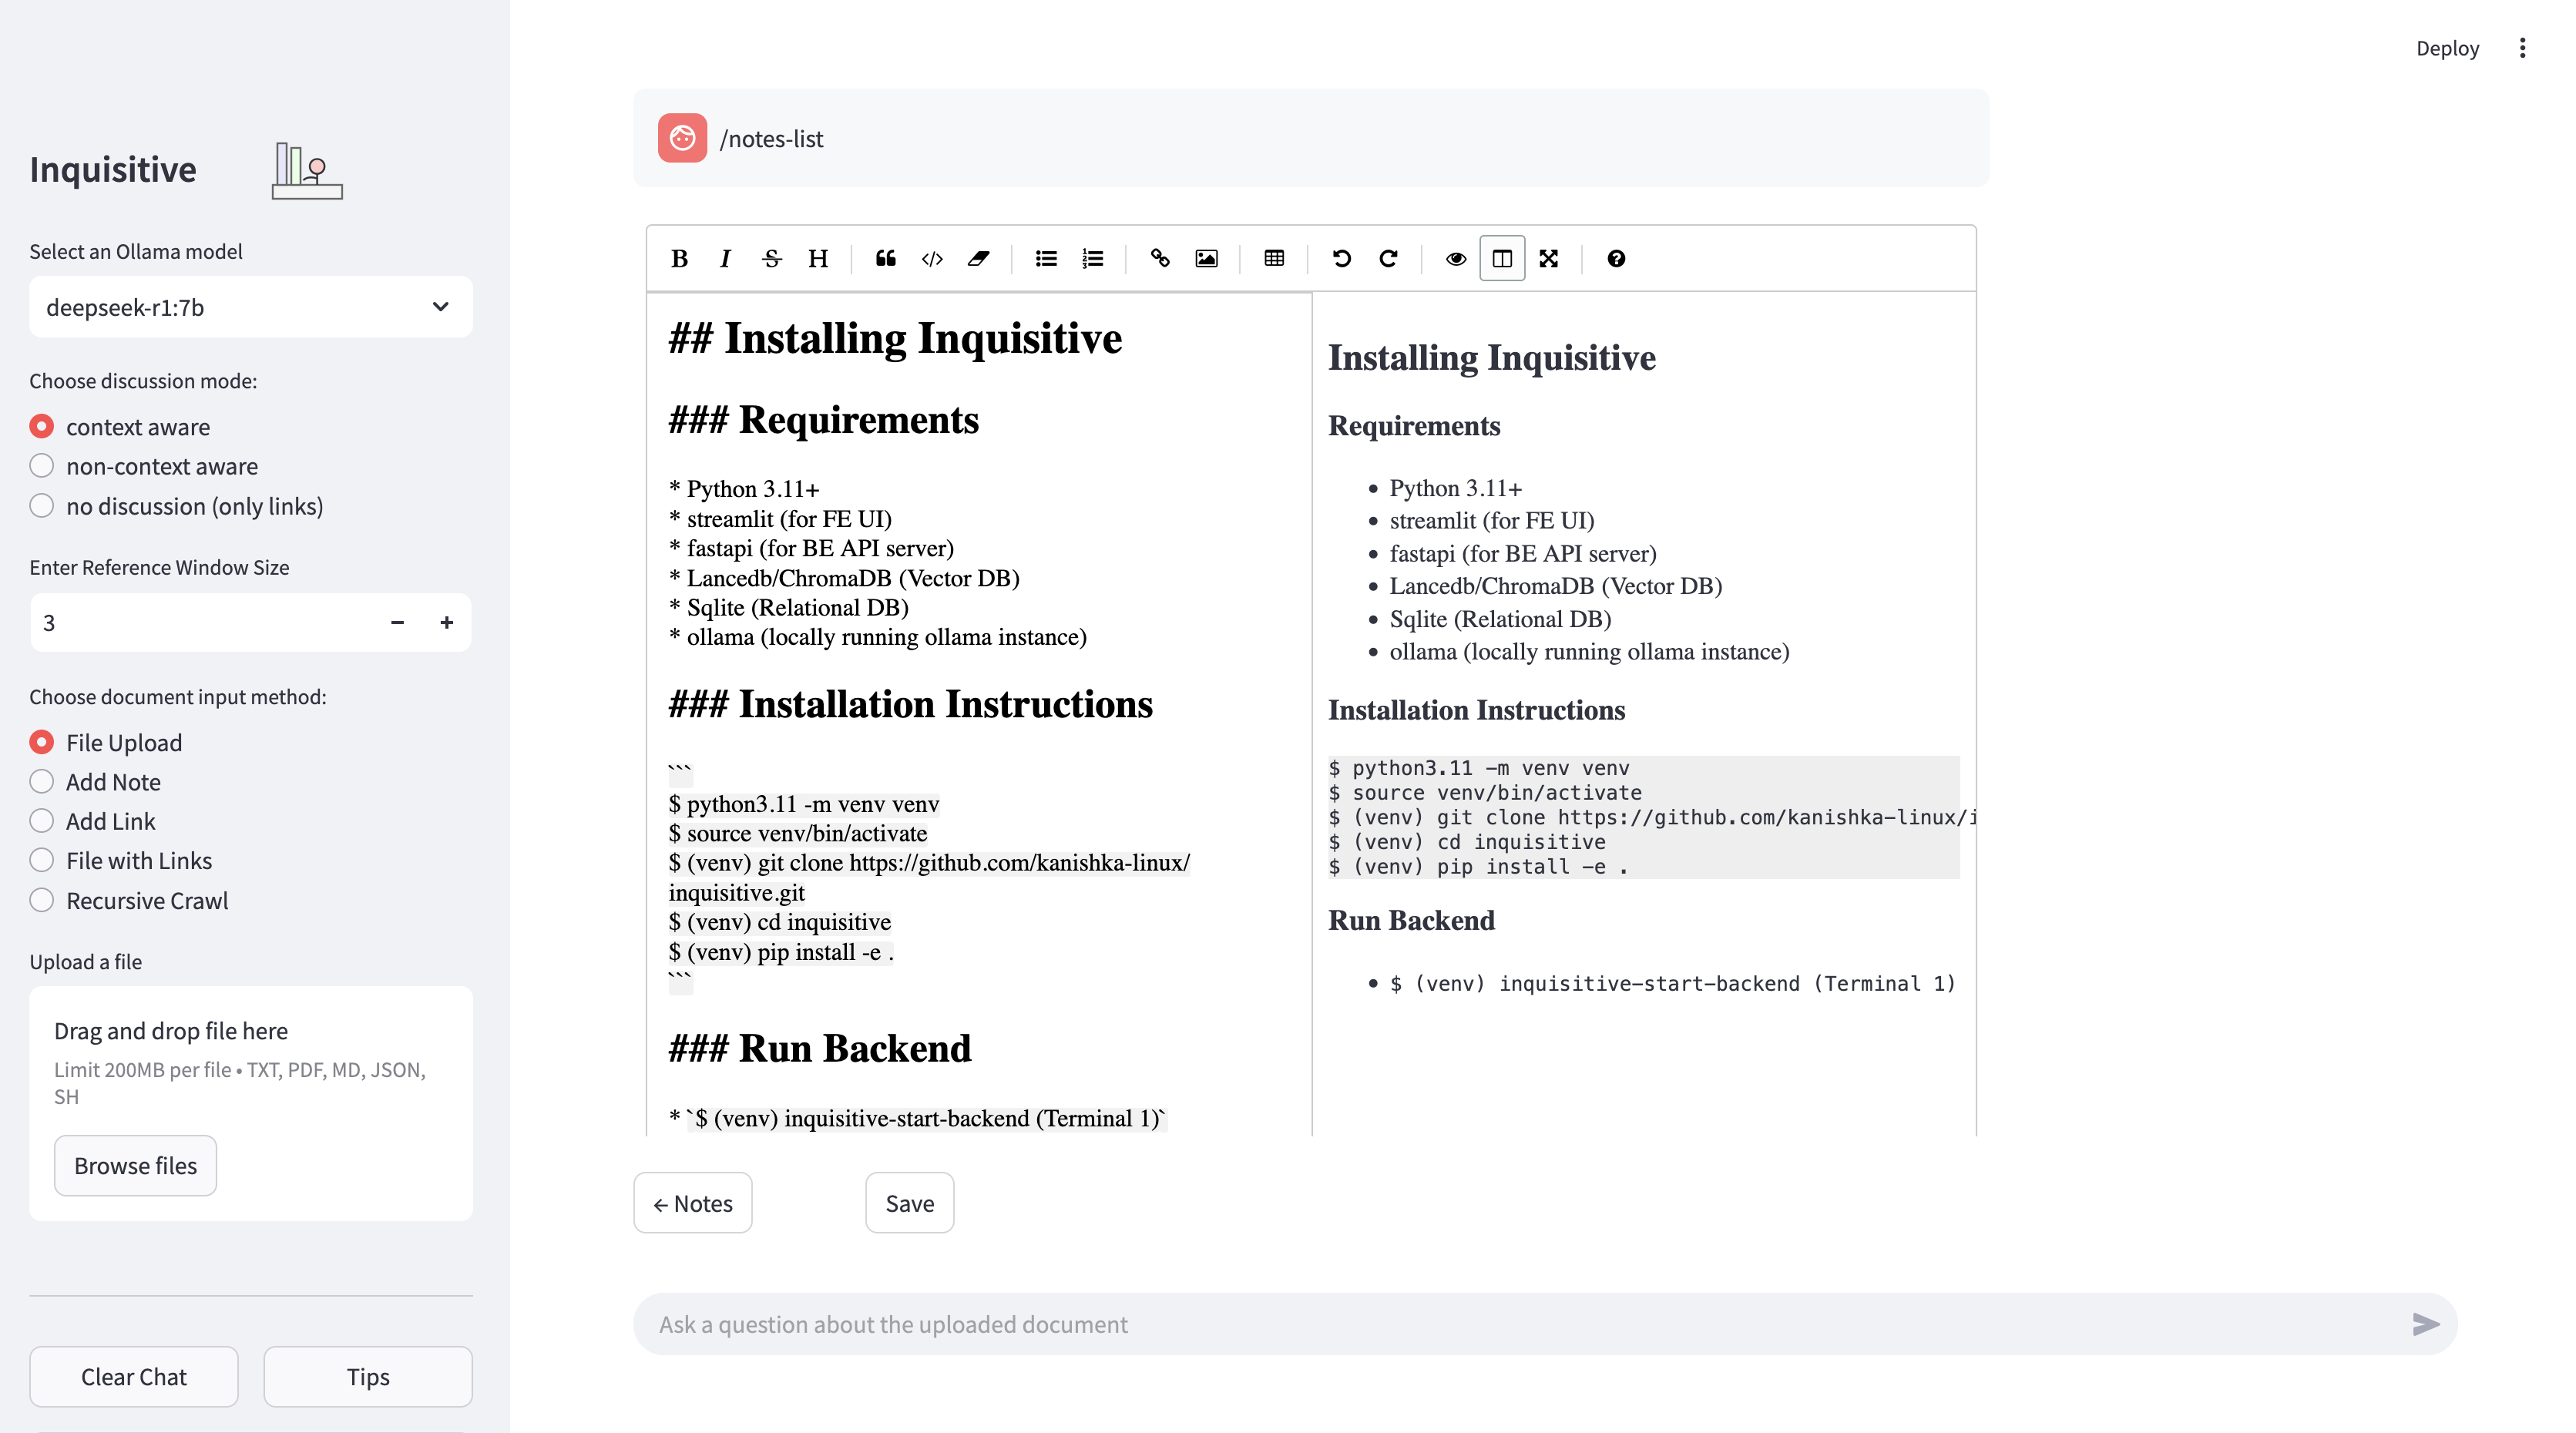 Deploy
Inquisitive
Select an Ollama model
deepseek-r1:7b
Choose discussion mode:
context aware
non-context aware
no discussion (only links)
Enter Reference Window Size
3
Choose document input method:
File Upload
Add Note
Add Link
File with Links
Recursive Crawl
Upload a file
Drag and drop file here
Limit 200MB per file • TXT, PDF, MD, JSON,
SH
Browse files
Clear Chat
Tips
/notes-list
B I S H
## Installing Inquisitive
### Requirements
* Python 3.11+
* streamlit (for FE UI)
* fastapi (for BE API server)
* Lancedb/ChromaDB (Vector DB)
* Sqlite (Relational DB)
* ollama (locally running ollama instance)
### Installation Instructions
```
$ python3.11 -m venv venv
$ source venv/bin/activate
$ (venv) git clone https://github.com/kanishka-linux/
inquisitive.git
$ (venv) cd inquisitive
$ (venv) pip install -e .
```
### Run Backend
* `$ (venv) inquisitive-start-backend (Terminal 1)`
Installing Inquisitive
Requirements
• Python 3.11+
• streamlit (for FE UI)
• fastapi (for BE API server)
• Lancedb/ChromaDB (Vector DB)
• Sqlite (Relational DB)
• ollama (locally running ollama instance)
Installation Instructions
$ python3.11 -m venv venv
$ source venv/bin/activate
$ (venv) git clone https://github.com/kanishka-linux/i
$ (venv) cd inquisitive
$ (venv) pip install -e .
Run Backend
• $ (venv) inquisitive-start-backend (Terminal 1)
← Notes
Save
Ask a question about the uploaded document